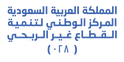 المملكة العربية السعودية
المركز الوطني لتنمية
القطاع غير الربحي
(٠٢٨)